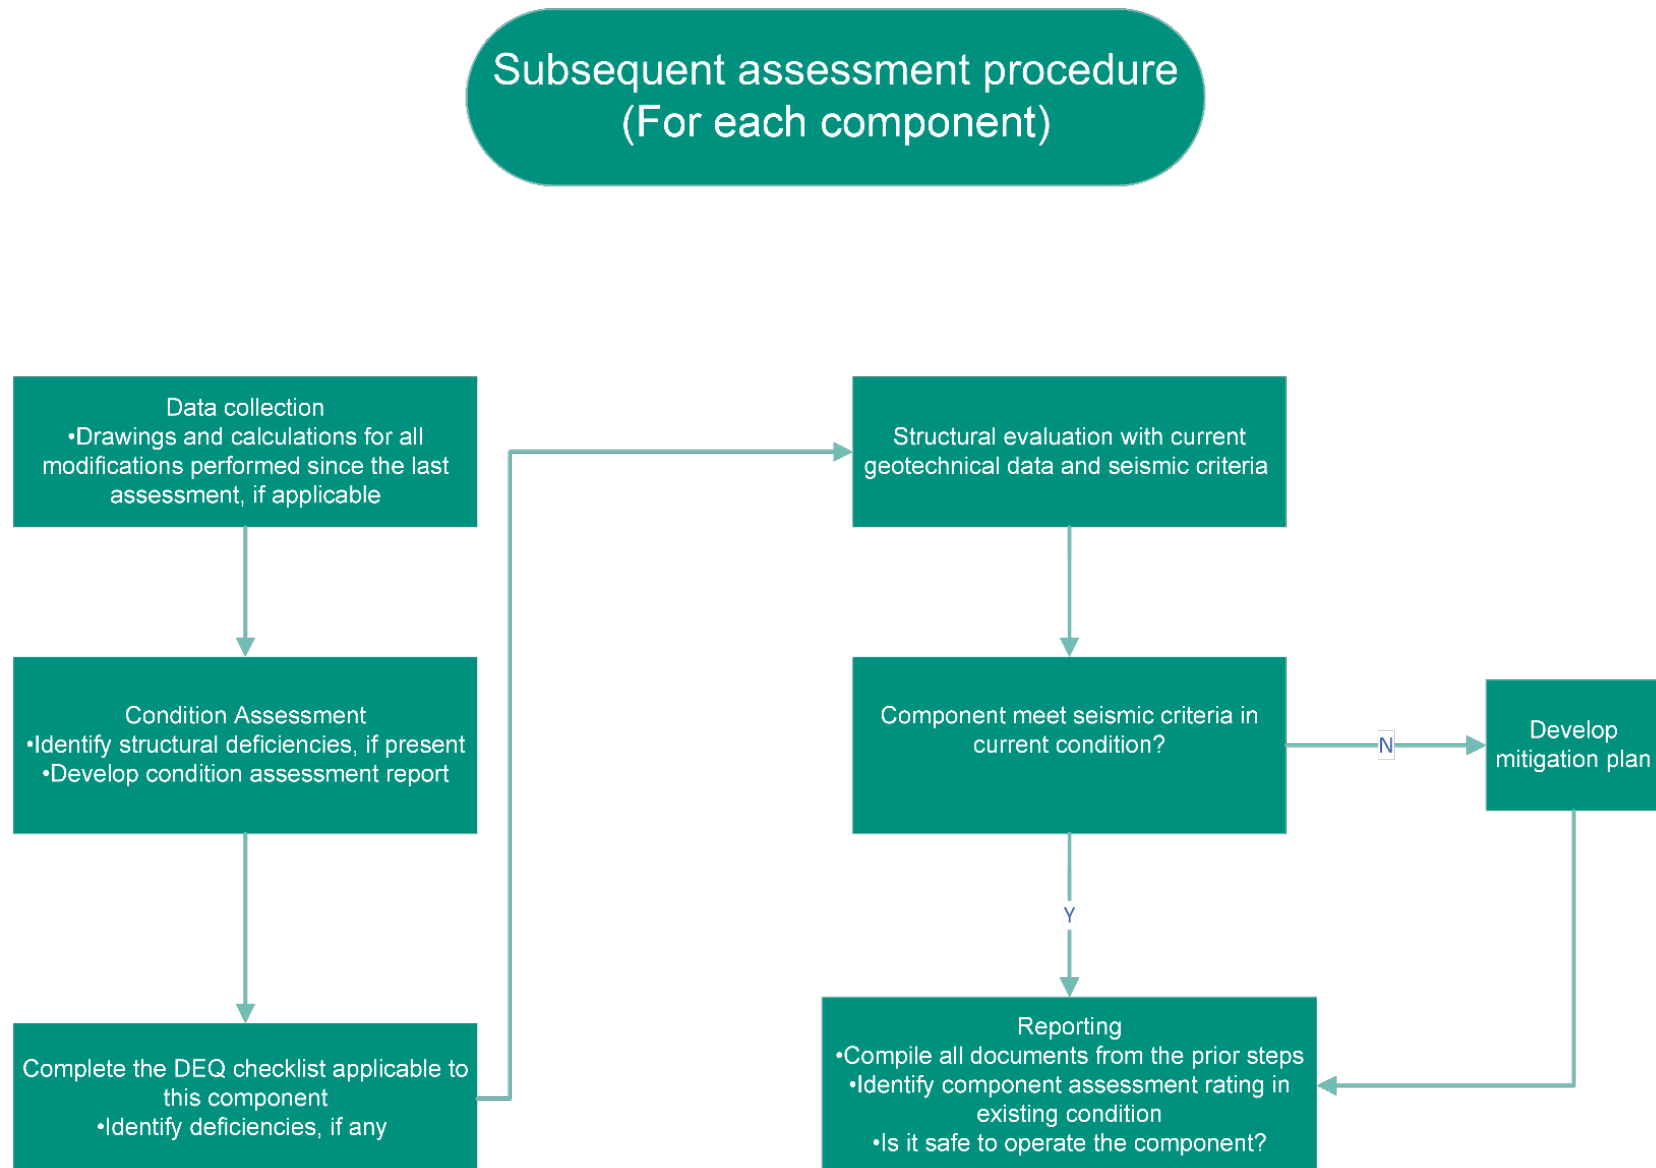 Subsequent assessment procedure
(For each component)
Data collection
•Drawings and calculations for all
modifications performed since the last
assessment, if applicable
Condition Assessment
•Identify structural deficiencies, if present
•Develop condition assessment report
Complete the DEQ checklist applicable to
this component
•Identify deficiencies, if any
Structural evaluation with current
geotechnical data and seismic criteria
Component meet seismic criteria in
current condition?
N
Develop
mitigation plan
Y
Reporting
•Compile all documents from the prior steps
•Identify component assessment rating in
existing condition
•Is it safe to operate the component?